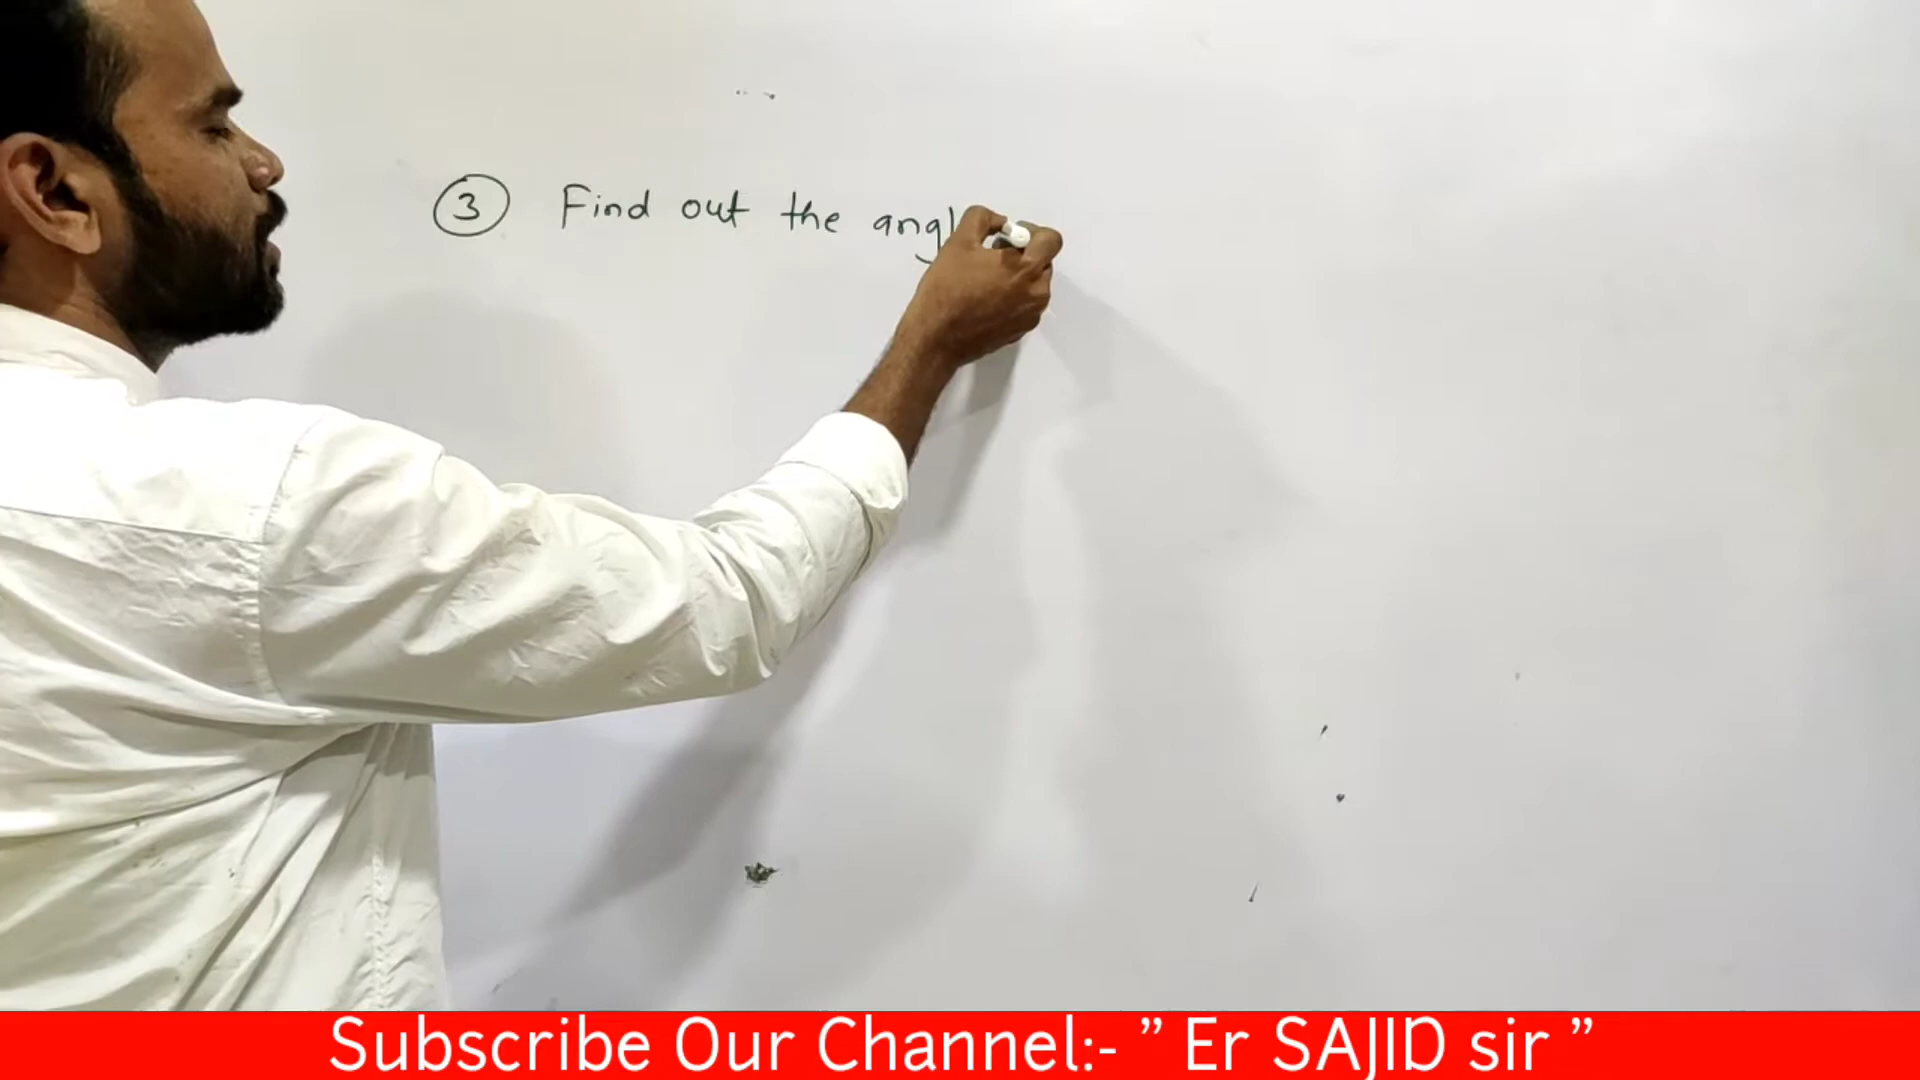 ③ Find out the angl
Subscribe Our Channel:- ” Er SAJID sir ”